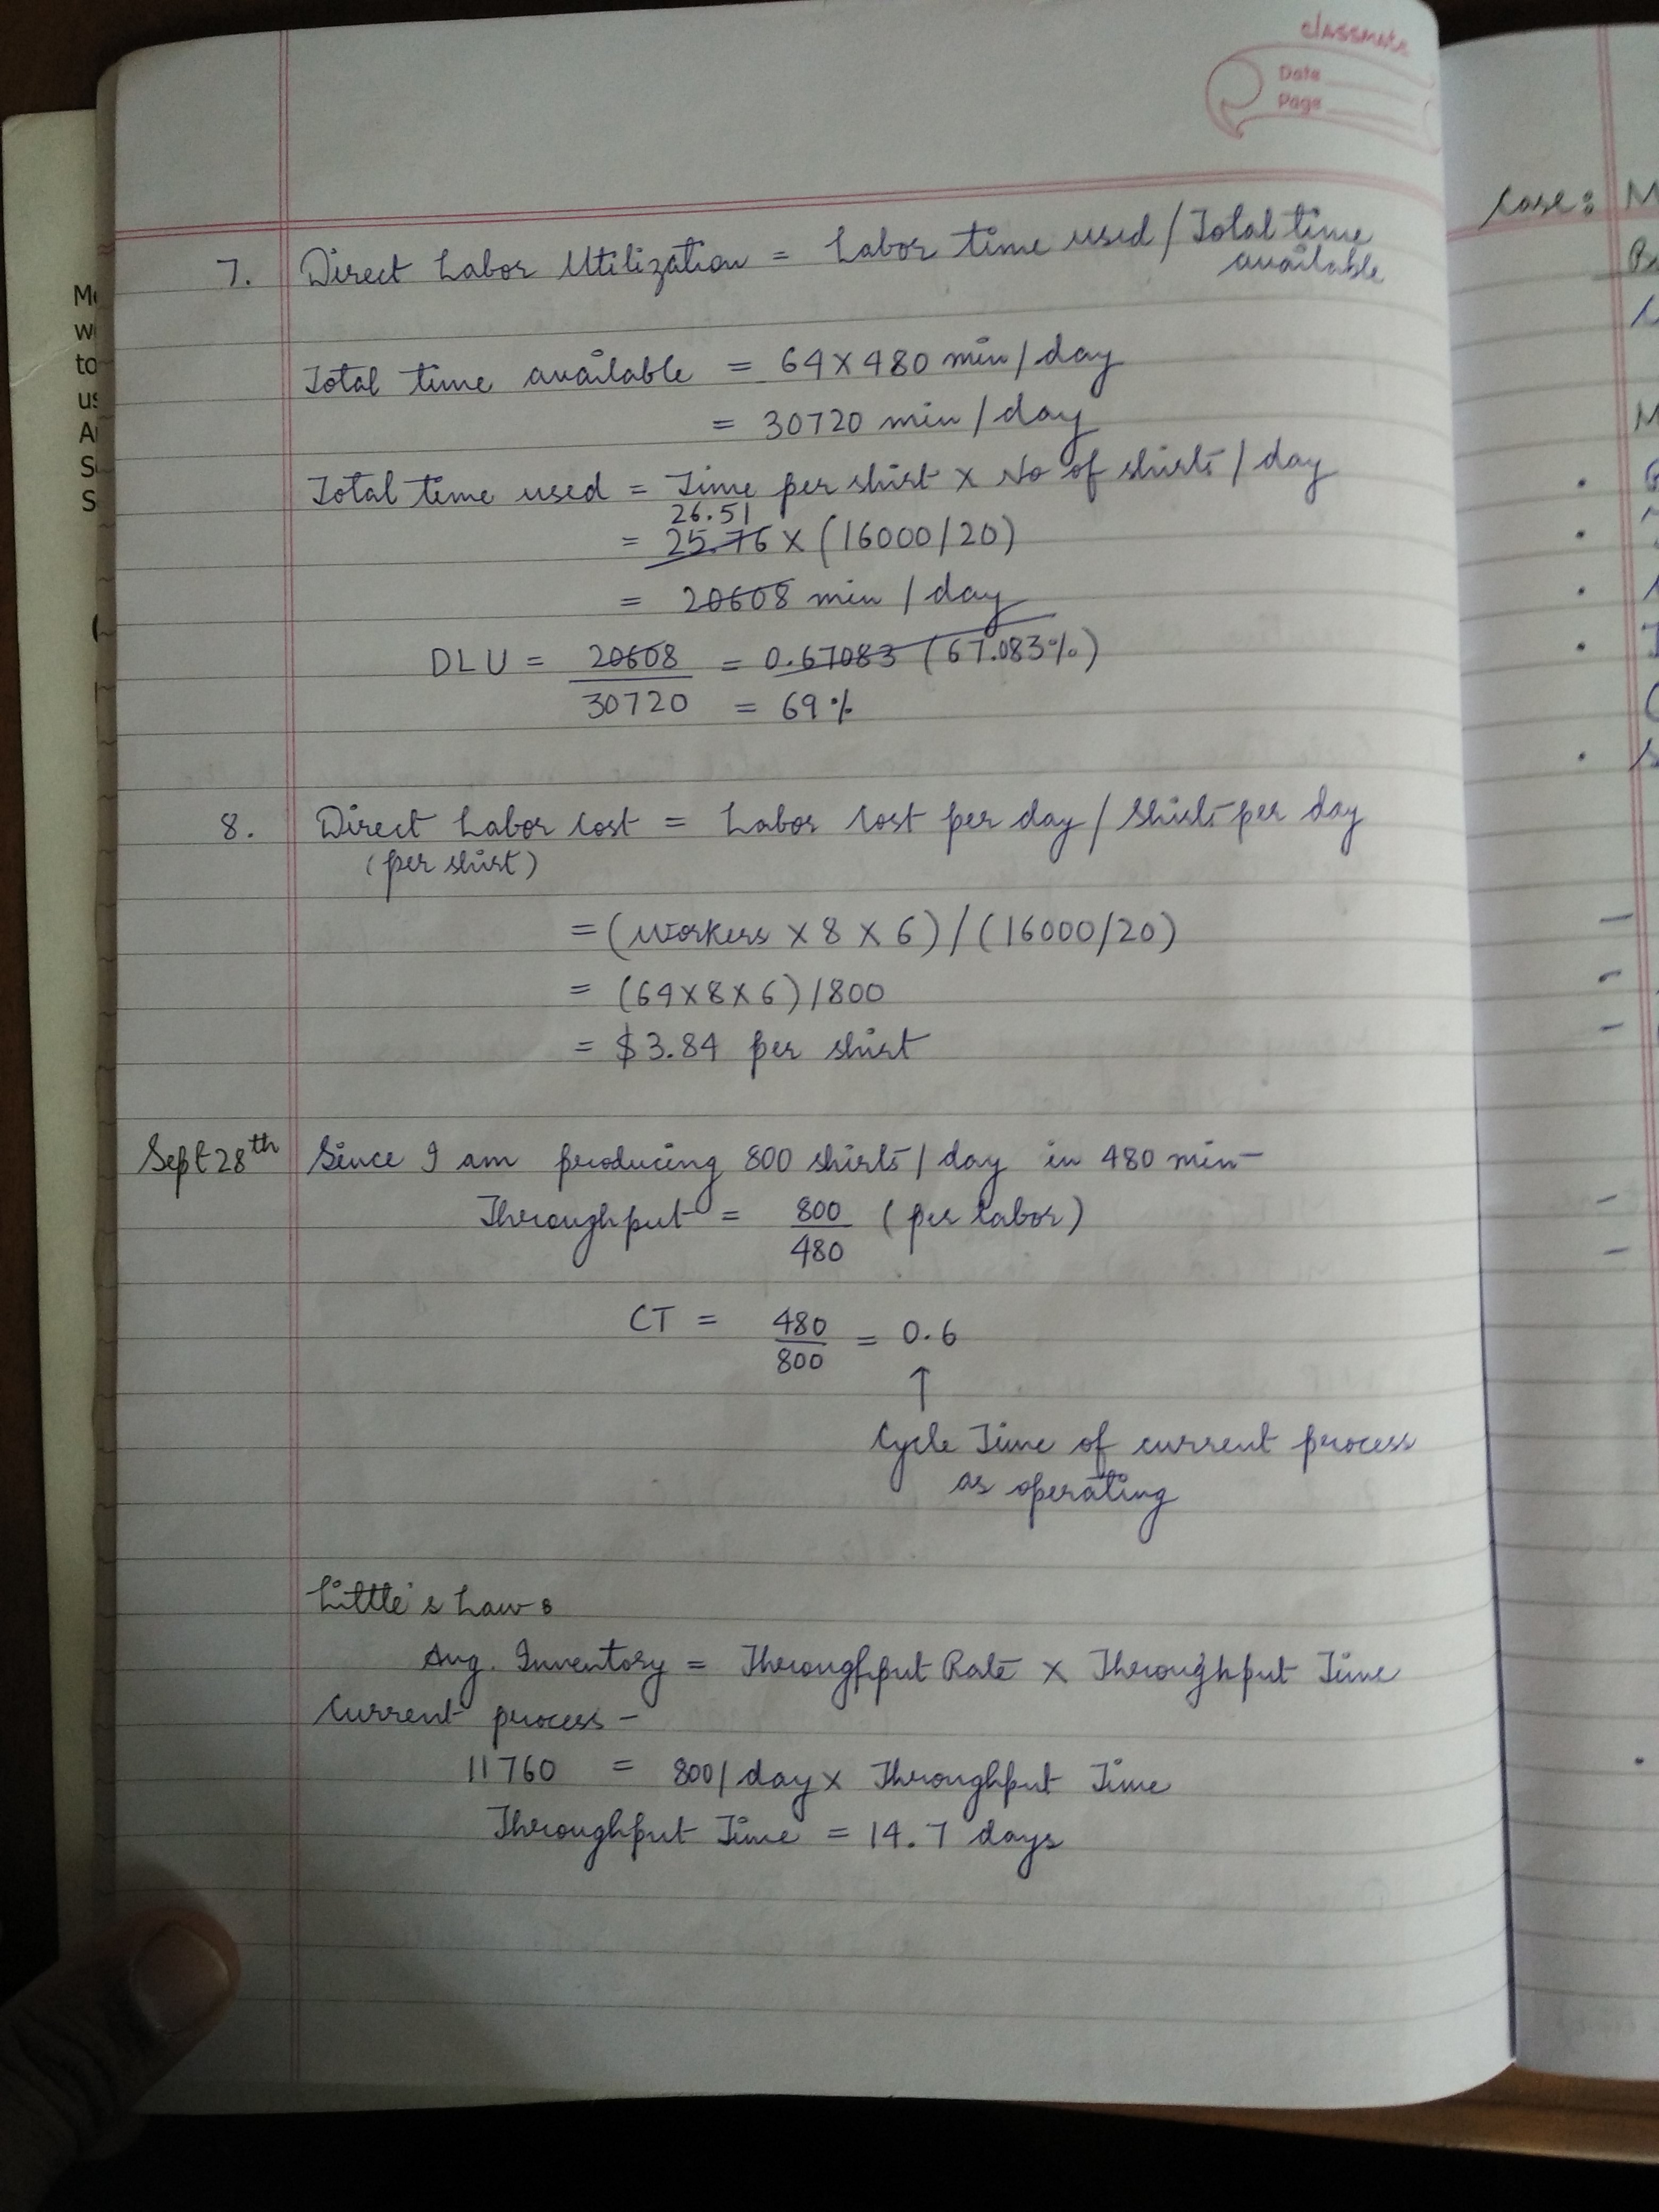 classmate
Date
Page
7. Direct Labor Utilization = Labor time used / Total time
available
Total time available = 64 x 480 min / day
= 30720 min / day
Total time used = Time per shirt x No of shirts / day
26.51
= 25.76 x (16000/20)
= 20608 min / day
DLU = 20608 = 0.67083 (67.083%)
30720 = 69%
8. Direct Labor Cost = Labor Cost per day / Shirts per day
(per shirt)
= (workers x 8 x 6) / (16000/20)
= (64x8x6)/800
= $3.84 per shirt
Sept 28th Since I am producing 800 shirts / day in 480 min-
Throughput = 800 (per labor)
480
CT = 480 = 0.6
800
↑
Cycle Time of current process
as operating
Little's Law:
Avg. Inventory = Throughput Rate x Throughput Time
Current process -
11760 = 800/day x Throughput Time
Throughput Time = 14.7 days
Case: